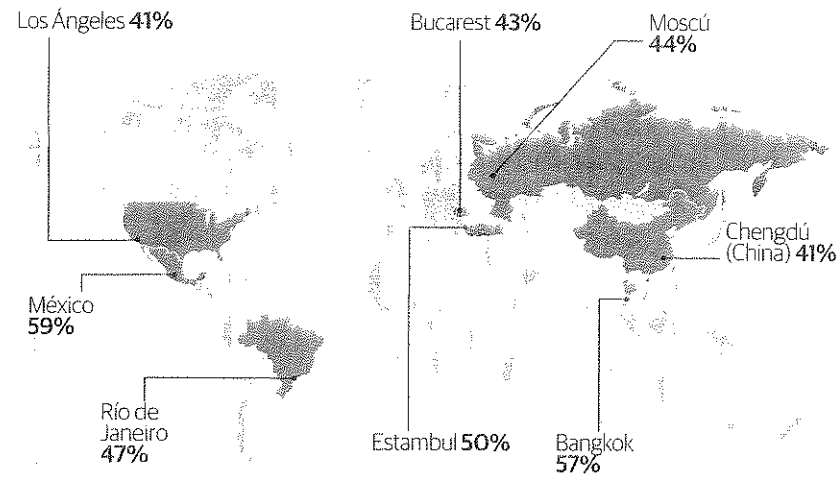 Los Ángeles 41%
Bucarest 43%
Moscú
44%
Chengdú
(China) 41%
México
59%
Río de
Janeiro
47%
Estambul 50%
Bangkok
57%